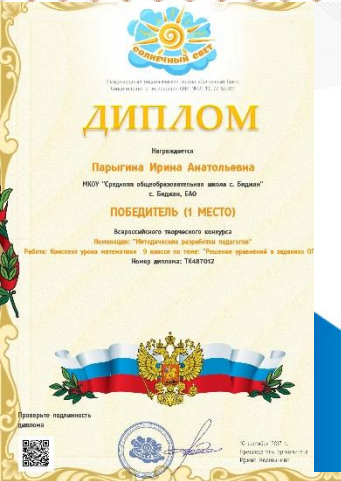 СОЛНЕЧНЫЙ СВЕТ
ДИПЛОМ
Награждается
Парыгина Ирина Анатольевна
МКОУ "Средняя общеобразовательная школа с. Биджан"
с. Биджан, ЕАО
ПОБЕДИТЕЛЬ (1 МЕСТО)
Всероссийского творческого конкурса
Номинация: "Методические разработки педагогов"
Работа: Конспект урока математики 9 классе по теме: "Решение уравнений в заданиях ОГ
Номер диплома: ТК487012
Проверьте подлинность
диплома